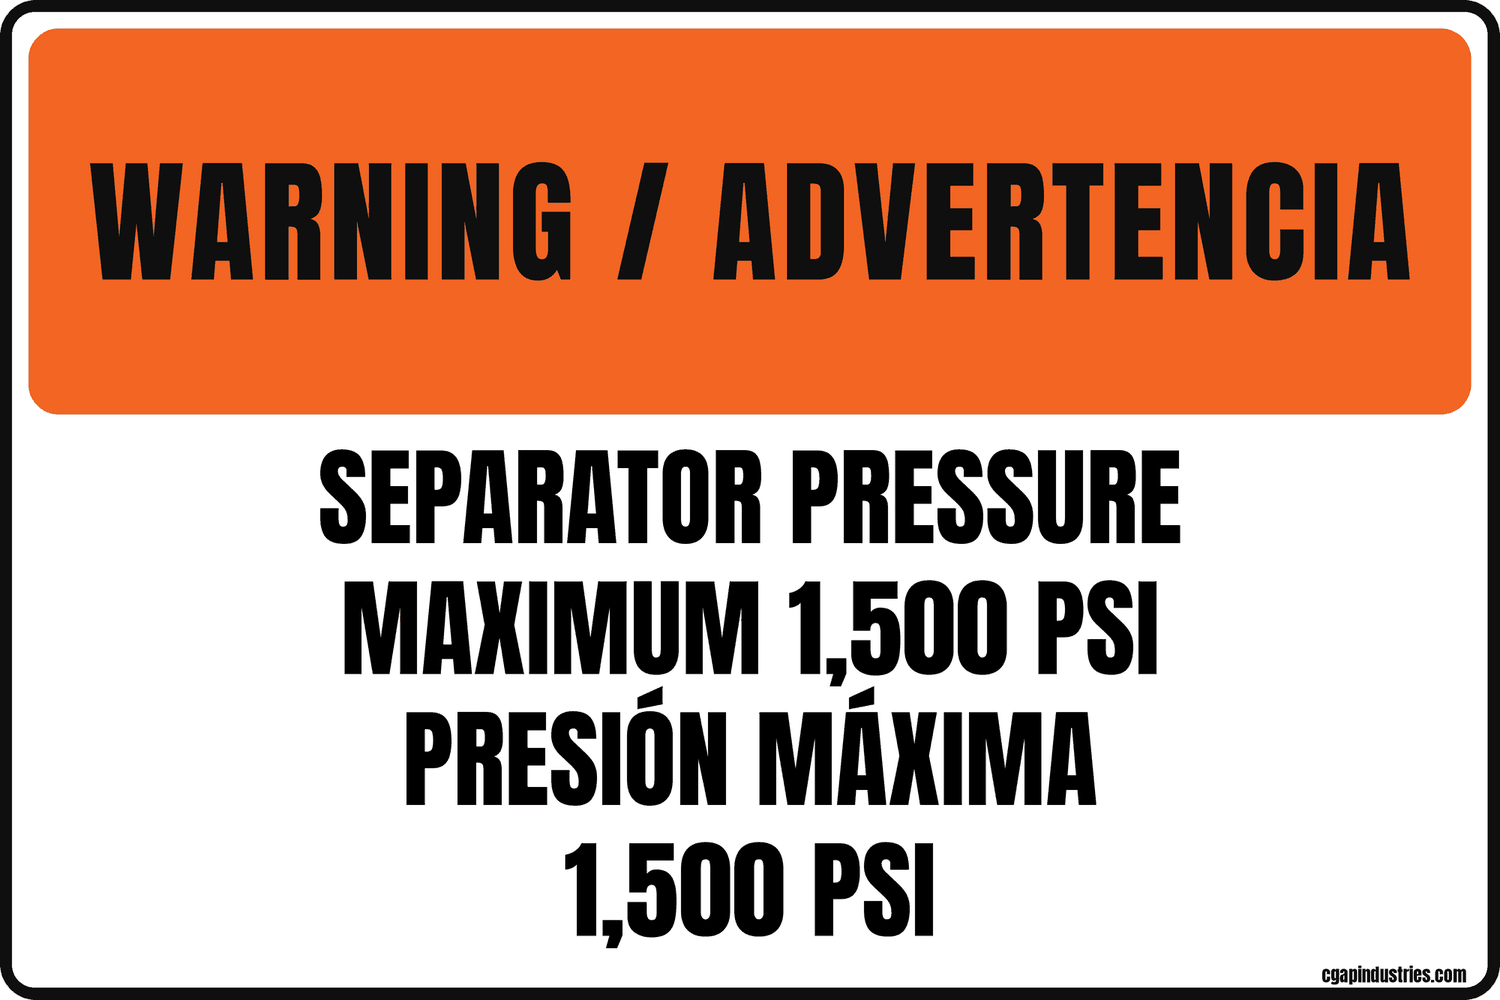 WARNING / ADVERTENCIA
SEPARATOR PRESSURE
MAXIMUM 1,500 PSI
PRESIÓN MÁXIMA
1,500 PSI
cgapindustries.com